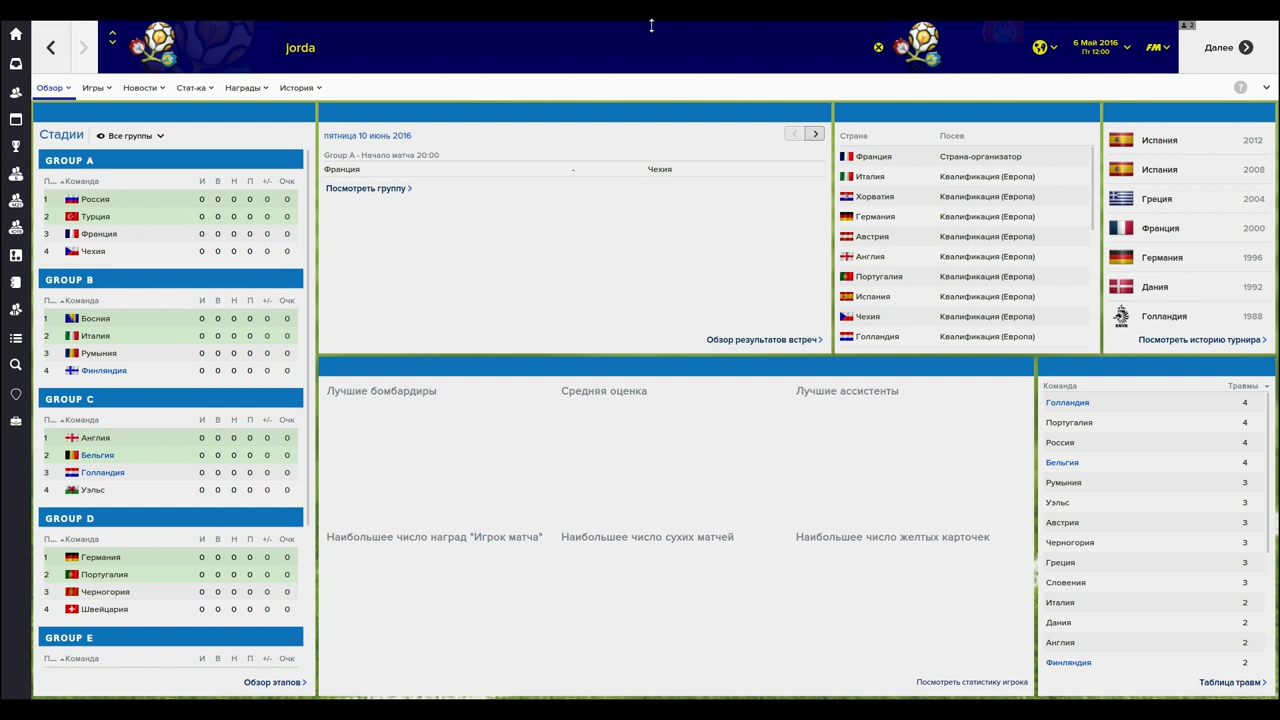 2
jorda
6 Май 2016
Пт 12:00
FM
Далее
Обзор
Игры
Новости
Стат-ка
Награды
История
?
Стадии
Все группы
GROUP A
П... Команда И В Н П +/- Очк
1 Россия 0 0 0 0 0 0
2 Турция 0 0 0 0 0 0
3 Франция 0 0 0 0 0 0
4 Чехия 0 0 0 0 0 0
GROUP B
П... Команда И В Н П +/- Очк
1 Босния 0 0 0 0 0 0
2 Италия 0 0 0 0 0 0
3 Румыния 0 0 0 0 0 0
4 Финляндия 0 0 0 0 0 0
GROUP C
П... Команда И В Н П +/- Очк
1 Англия 0 0 0 0 0 0
2 Бельгия 0 0 0 0 0 0
3 Голландия 0 0 0 0 0 0
4 Уэльс 0 0 0 0 0 0
GROUP D
П... Команда И В Н П +/- Очк
1 Германия 0 0 0 0 0 0
2 Португалия 0 0 0 0 0 0
3 Черногория 0 0 0 0 0 0
4 Швейцария 0 0 0 0 0 0
GROUP E
П... Команда И В Н П +/- Очк
Обзор этапов
пятница 10 июнь 2016
Group A - Начало матча 20:00
Франция - Чехия
Посмотреть группу
Обзор результатов встреч
Страна Посев
Франция Страна-организатор
Италия Квалификация (Европа)
Хорватия Квалификация (Европа)
Германия Квалификация (Европа)
Австрия Квалификация (Европа)
Англия Квалификация (Европа)
Португалия Квалификация (Европа)
Испания Квалификация (Европа)
Чехия Квалификация (Европа)
Голландия Квалификация (Европа)
Испания 2012
Испания 2008
Греция 2004
Франция 2000
Германия 1996
Дания 1992
KNVB
Голландия 1988
Посмотреть историю турнира
Лучшие бомбардиры
Средняя оценка
Лучшие ассистенты
Наибольшее число наград "Игрок матча"
Наибольшее число сухих матчей
Наибольшее число желтых карточек
Посмотреть статистику игрока
Команда Травмы
Голландия 4
Португалия 4
Россия 4
Бельгия 4
Румыния 3
Уэльс 3
Австрия 3
Черногория 3
Греция 3
Словения 3
Италия 2
Дания 2
Англия 2
Финляндия 2
Таблица травм